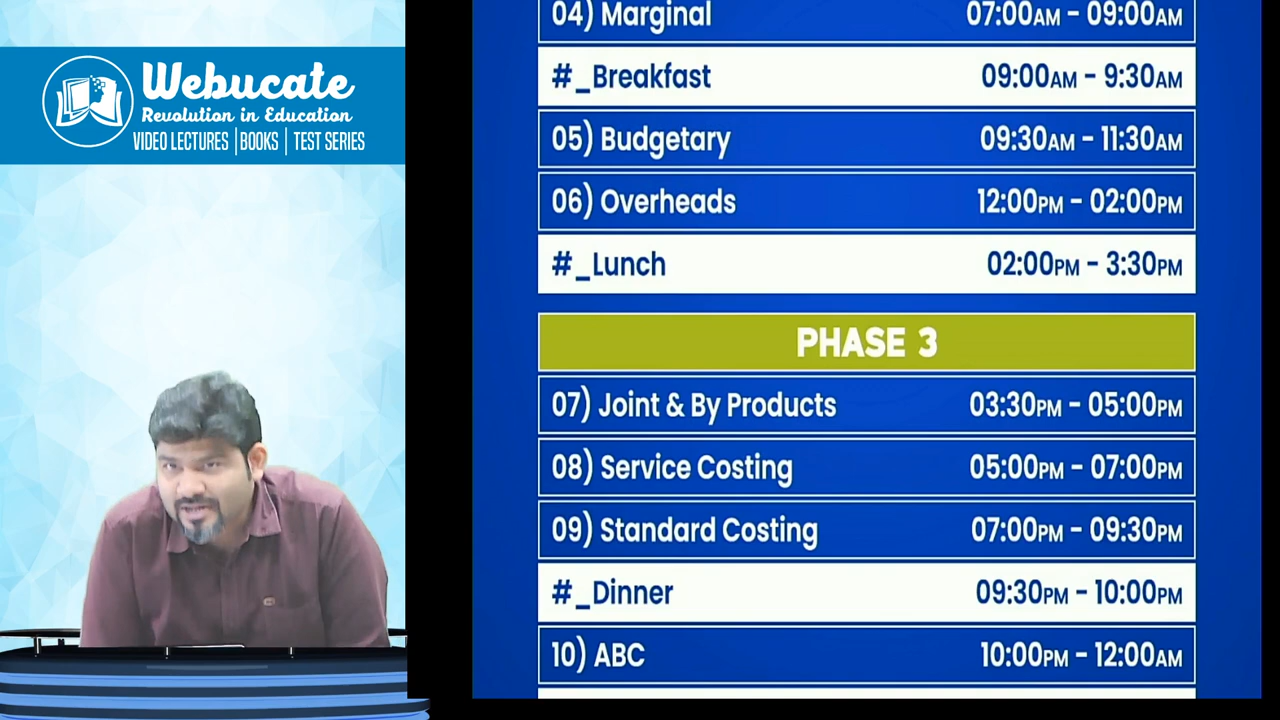 Webucate
Revolution in Education
VIDEO LECTURES | BOOKS | TEST SERIES
04) Marginal 07:00AM - 09:00AM
#_Breakfast 09:00AM - 9:30AM
05) Budgetary 09:30AM - 11:30AM
06) Overheads 12:00PM - 02:00PM
#_Lunch 02:00PM - 3:30PM
PHASE 3
07) Joint & By Products 03:30PM - 05:00PM
08) Service Costing 05:00PM - 07:00PM
09) Standard Costing 07:00PM - 09:30PM
#_Dinner 09:30PM - 10:00PM
10) ABC 10:00PM - 12:00AM